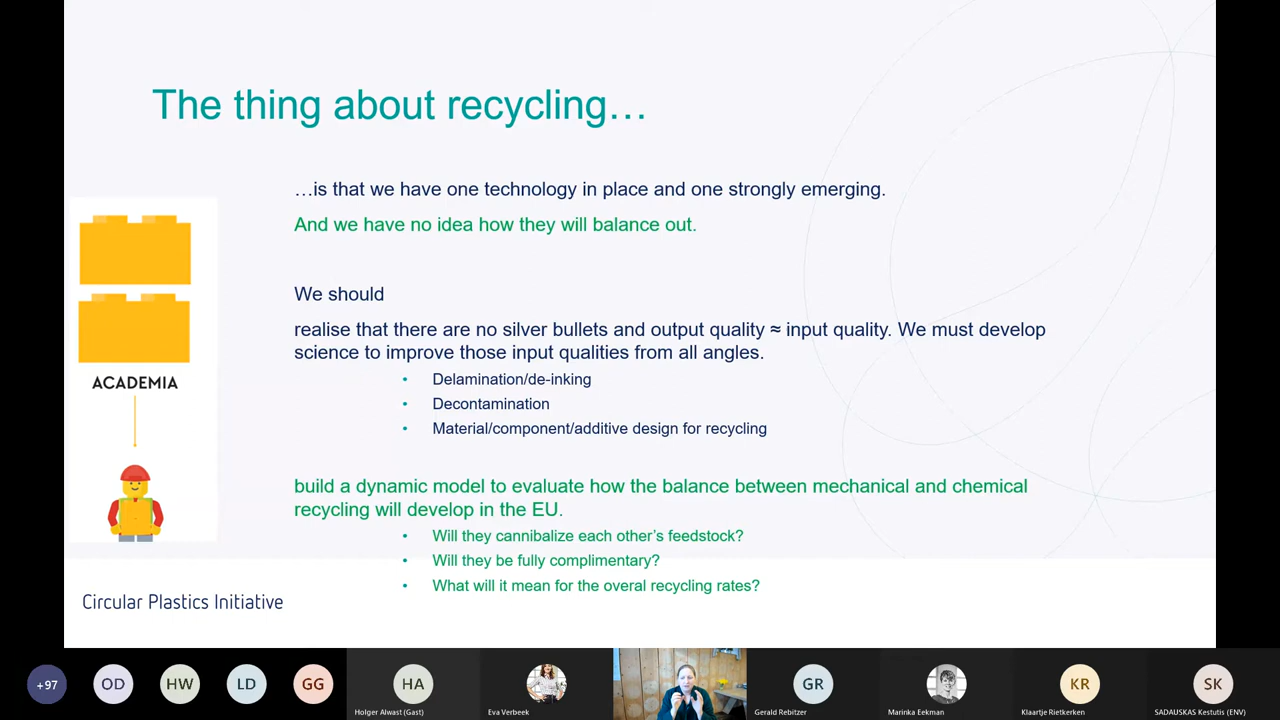 The thing about recycling…
…is that we have one technology in place and one strongly emerging.
And we have no idea how they will balance out.
We should
realise that there are no silver bullets and output quality ≈ input quality. We must develop
science to improve those input qualities from all angles.
• Delamination/de-inking
• Decontamination
• Material/component/additive design for recycling
ACADEMIA
build a dynamic model to evaluate how the balance between mechanical and chemical
recycling will develop in the EU.
• Will they cannibalize each other's feedstock?
• Will they be fully complimentary?
• What will it mean for the overal recycling rates?
Circular Plastics Initiative
+97
OD
HW
LD
GG
HA
GR
KR
SK
Holger Alwast (Gast)
Eva Verbeek
Gerald Rebitzer
Marinka Eekman
Klaartje Rietkerken
SADAUSKAS Kestutis (ENV)